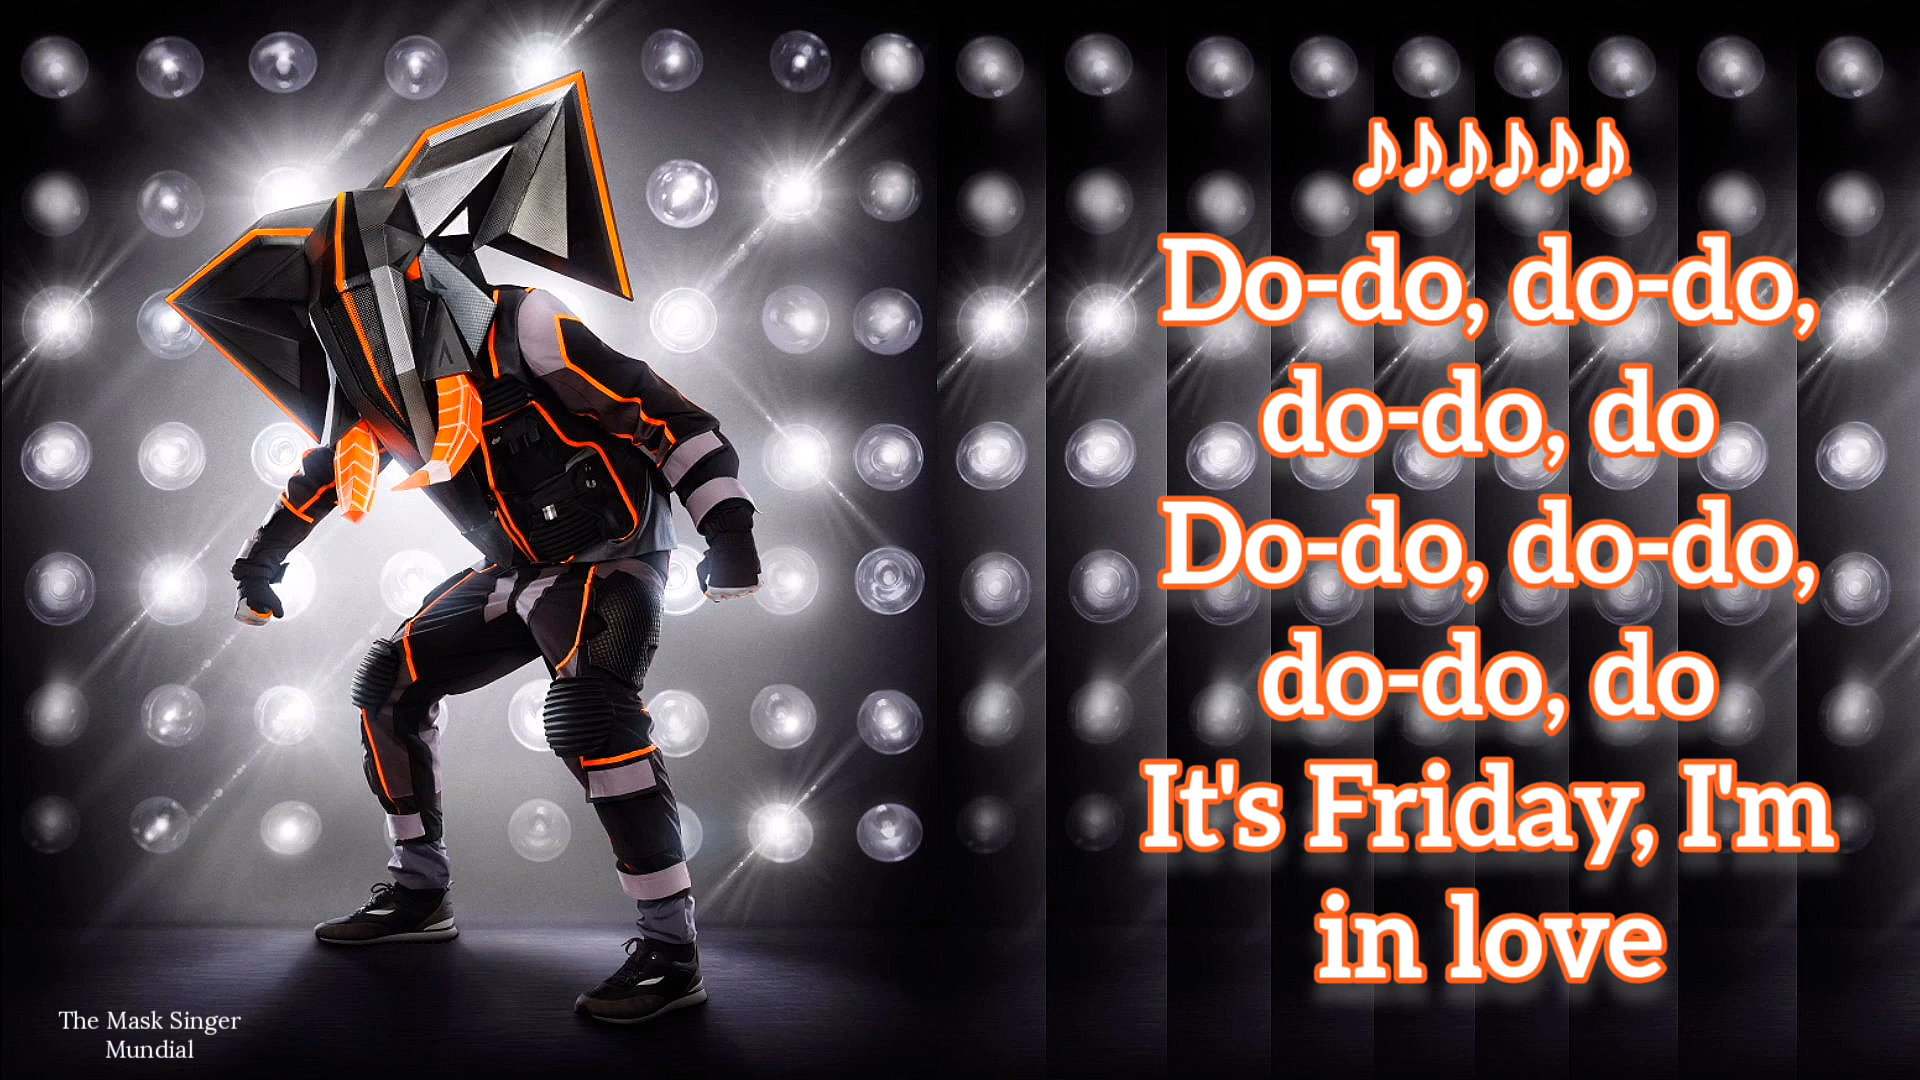 ♪♪♪♪♪♪
Do-do, do-do,
do-do, do
Do-do, do-do,
do-do, do
It's Friday, I'm
in love
The Mask Singer
Mundial